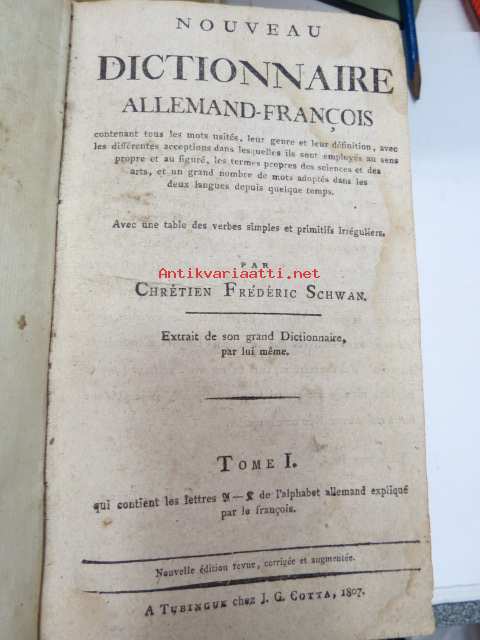 NOUVEAU
DICTIONNAIRE
ALLEMAND-FRANÇOIS
contenant tous les mots usités, leur genre et leur définition, avec
les différentes acceptions dans lesquelles ils sont employés au sens
propre et au figuré, les termes propres des sciences et des
arts, et un grand nombre de mots adoptés dans les
deux langues depuis quelque temps.
Avec une table des verbes simples et primitifs irréguliers.
PAR
Antikvariaatti.net
CHRÉTIEN FRÉDÉRIC SCHWAN.
Extrait de son grand Dictionnaire,
par lui même.
TOME I.
qui contient les lettres A — K de l'alphabet allemand expliqué
par le françois.
Nouvelle édition revue, corrigée et augmentée.
A TUBINGUE chez J. G. COTTA, 1807.